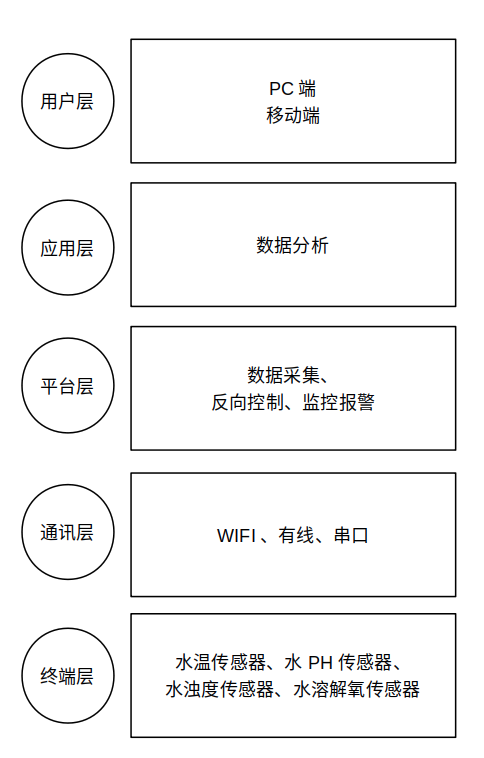 用户层
PC 端
移动端
应用层
数据分析
平台层
数据采集、
反向控制、监控报警
通讯层
WIFI 、有线、串口
终端层
水温传感器、水 PH 传感器、
水浊度传感器、水溶解氧传感器